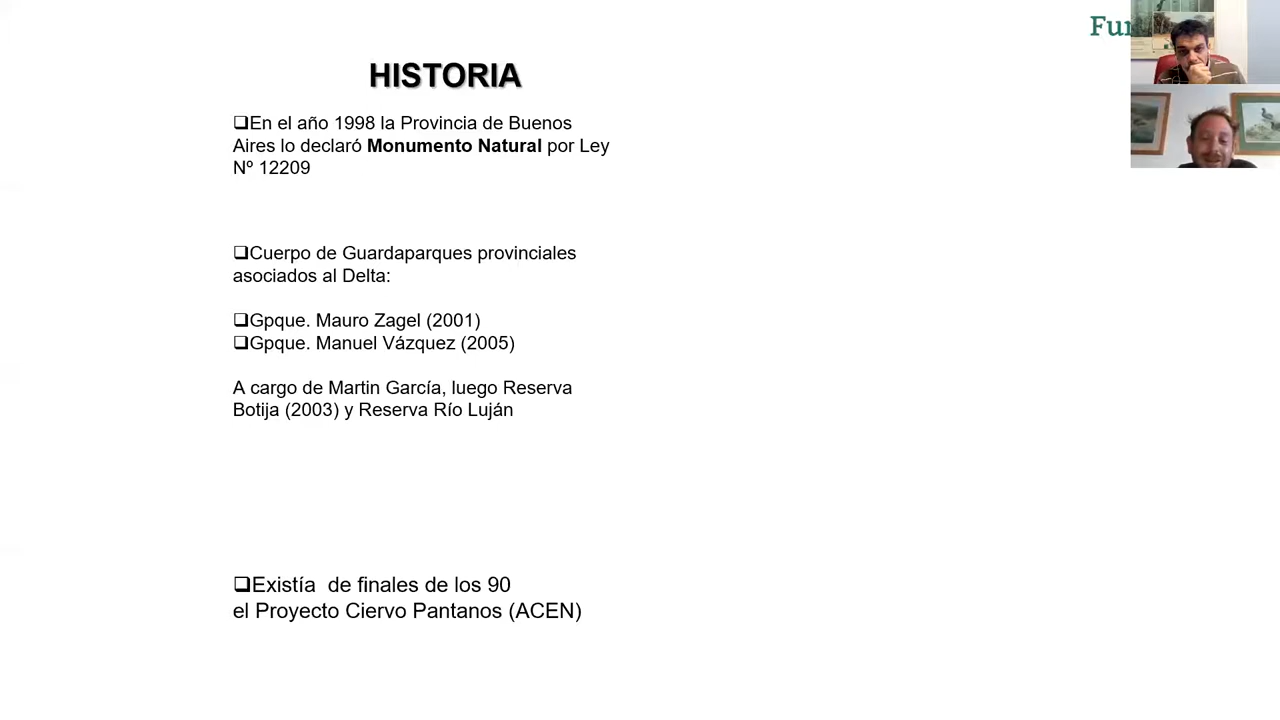 HISTORIA
❑En el año 1998 la Provincia de Buenos
Aires lo declaró Monumento Natural por Ley
Nº 12209
❑Cuerpo de Guardaparques provinciales
asociados al Delta:
❑Gpque. Mauro Zagel (2001)
❑Gpque. Manuel Vázquez (2005)
A cargo de Martin García, luego Reserva
Botija (2003) y Reserva Río Luján
❑Existía  de finales de los 90
el Proyecto Ciervo Pantanos (ACEN)